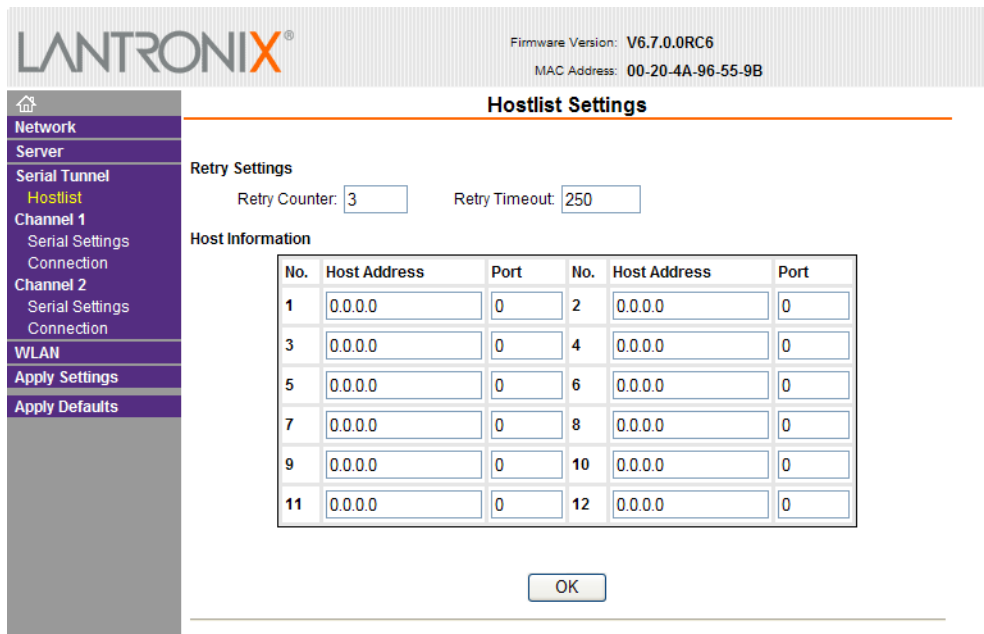 LANTRONIX®
Firmware Version: V6.7.0.0RC6
MAC Address: 00-20-4A-96-55-9B
Network
Server
Serial Tunnel
Hostlist
Channel 1
Serial Settings
Connection
Channel 2
Serial Settings
Connection
WLAN
Apply Settings
Apply Defaults
Hostlist Settings
Retry Settings
Retry Counter: 3 Retry Timeout: 250
Host Information
No. Host Address Port No. Host Address Port
1 0.0.0.0 0 2 0.0.0.0 0
3 0.0.0.0 0 4 0.0.0.0 0
5 0.0.0.0 0 6 0.0.0.0 0
7 0.0.0.0 0 8 0.0.0.0 0
9 0.0.0.0 0 10 0.0.0.0 0
11 0.0.0.0 0 12 0.0.0.0 0
OK